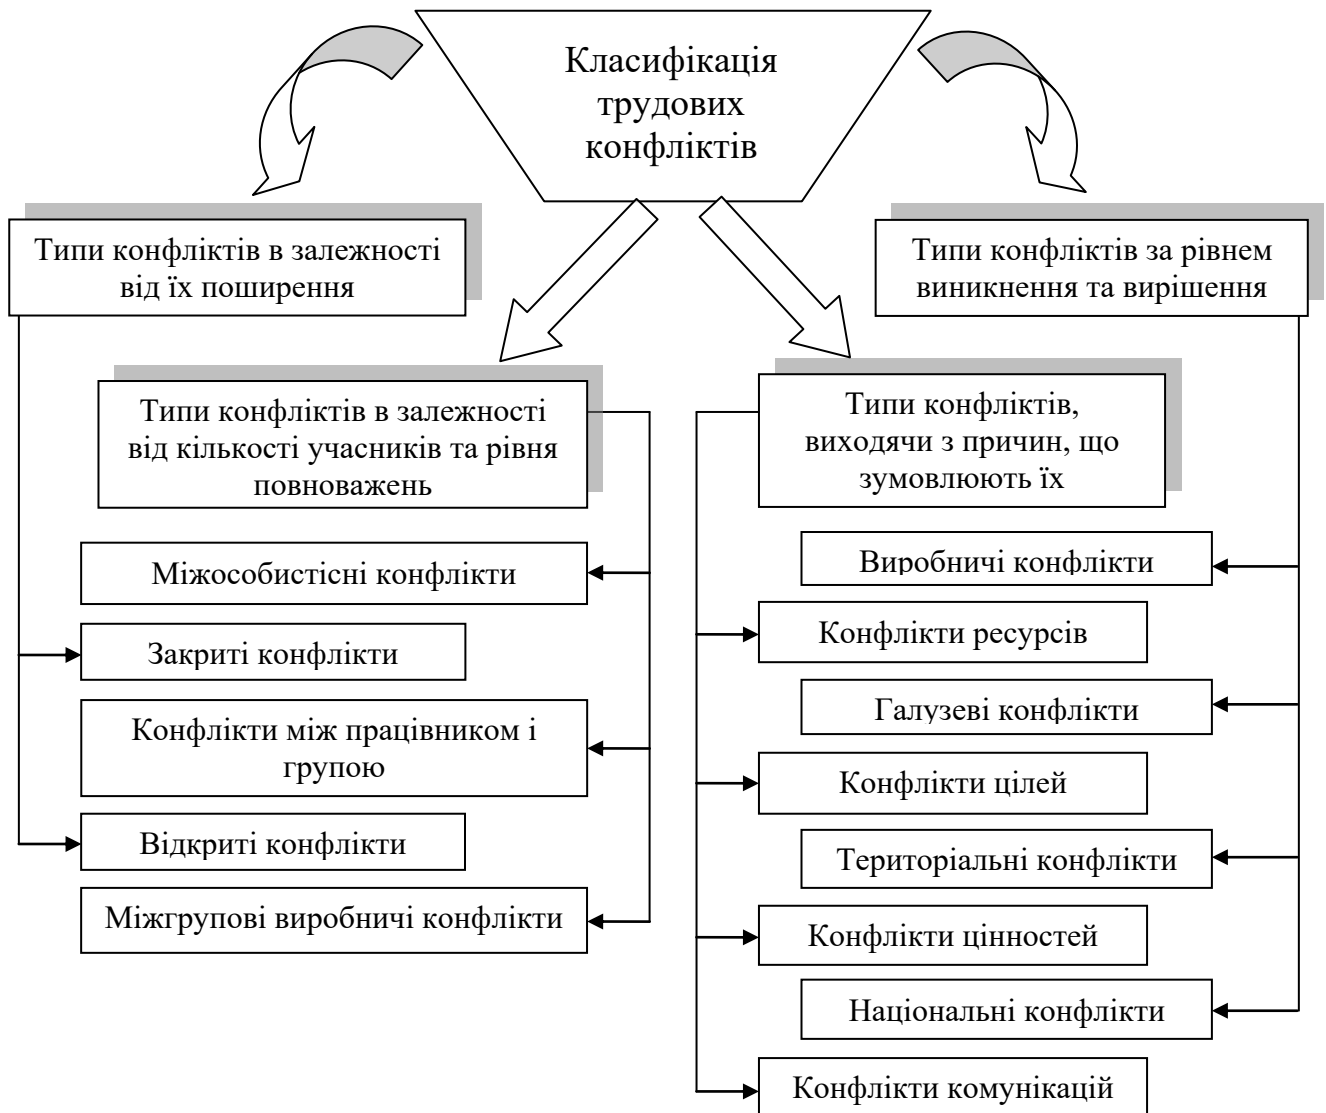 Класифікація
трудових
конфліктів
Типи конфліктів в залежності
від їх поширення
Типи конфліктів за рівнем
виникнення та вирішення
Типи конфліктів в залежності
від кількості учасників та рівня
повноважень
Типи конфліктів,
виходячи з причин, що
зумовлюють їх
Міжособистісні конфлікти
Виробничі конфлікти
Закриті конфлікти
Конфлікти ресурсів
Конфлікти між працівником і
групою
Галузеві конфлікти
Конфлікти цілей
Відкриті конфлікти
Територіальні конфлікти
Міжгрупові виробничі конфлікти
Конфлікти цінностей
Національні конфлікти
Конфлікти комунікацій